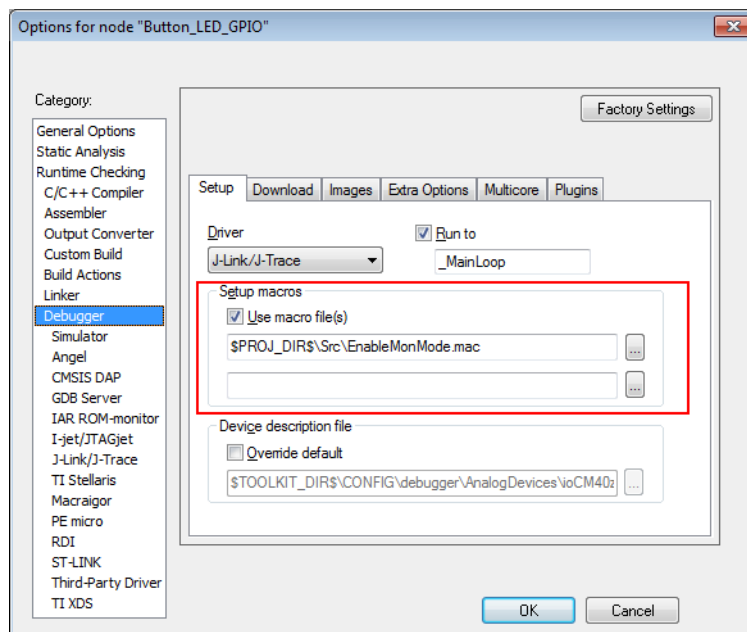 Options for node "Button_LED_GPIO"
Category:
General Options
Static Analysis
Runtime Checking
C/C++ Compiler
Assembler
Output Converter
Custom Build
Build Actions
Linker
Debugger
Simulator
Angel
CMSIS DAP
GDB Server
IAR ROM-monitor
I-jet/JTAGjet
J-Link/J-Trace
TI Stellaris
Macraigor
PE micro
RDI
ST-LINK
Third-Party Driver
TI XDS
Factory Settings
Setup Download Images Extra Options Multicore Plugins
Driver
J-Link/J-Trace
Run to
_MainLoop
Setup macros
Use macro file(s)
$PROJ_DIR$\Src\EnableMonMode.mac
...
...
Device description file
Override default
$TOOLKIT_DIR$\CONFIG\debugger\AnalogDevices\ioCM40z
...
OK Cancel